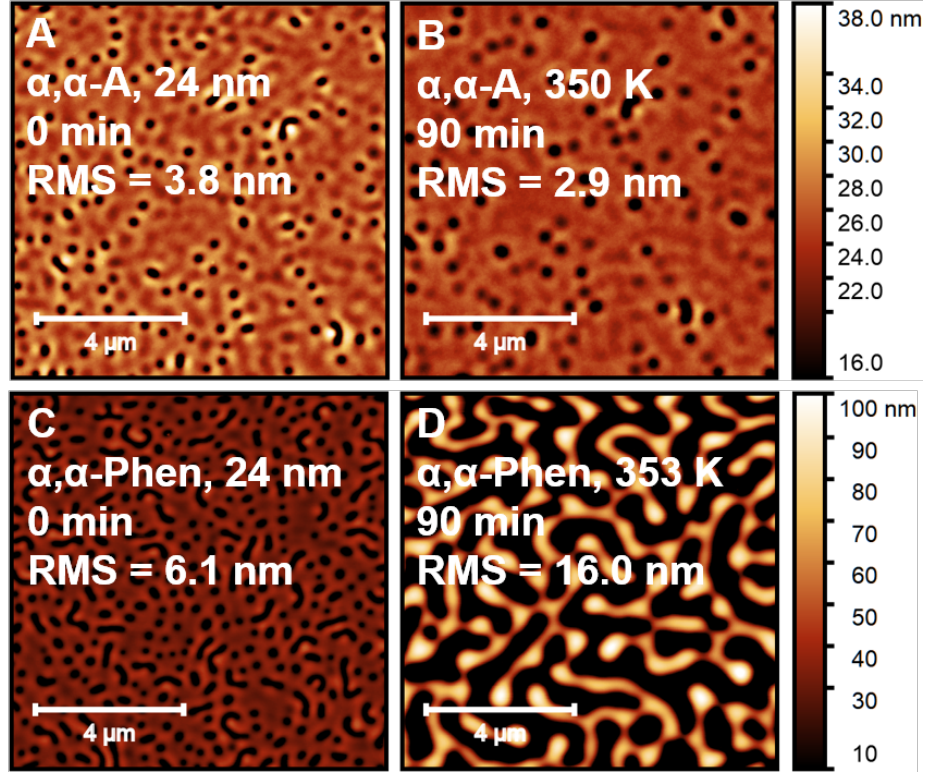 A
α,α-A, 24 nm
0 min
RMS = 3.8 nm
4 µm
B
α,α-A, 350 K
90 min
RMS = 2.9 nm
4 µm
38.0 nm
34.0
32.0
30.0
28.0
26.0
24.0
22.0
16.0
C
α,α-Phen, 24 nm
0 min
RMS = 6.1 nm
4 µm
D
α,α-Phen, 353 K
90 min
RMS = 16.0 nm
4 µm
100 nm
90
80
70
60
50
40
30
10